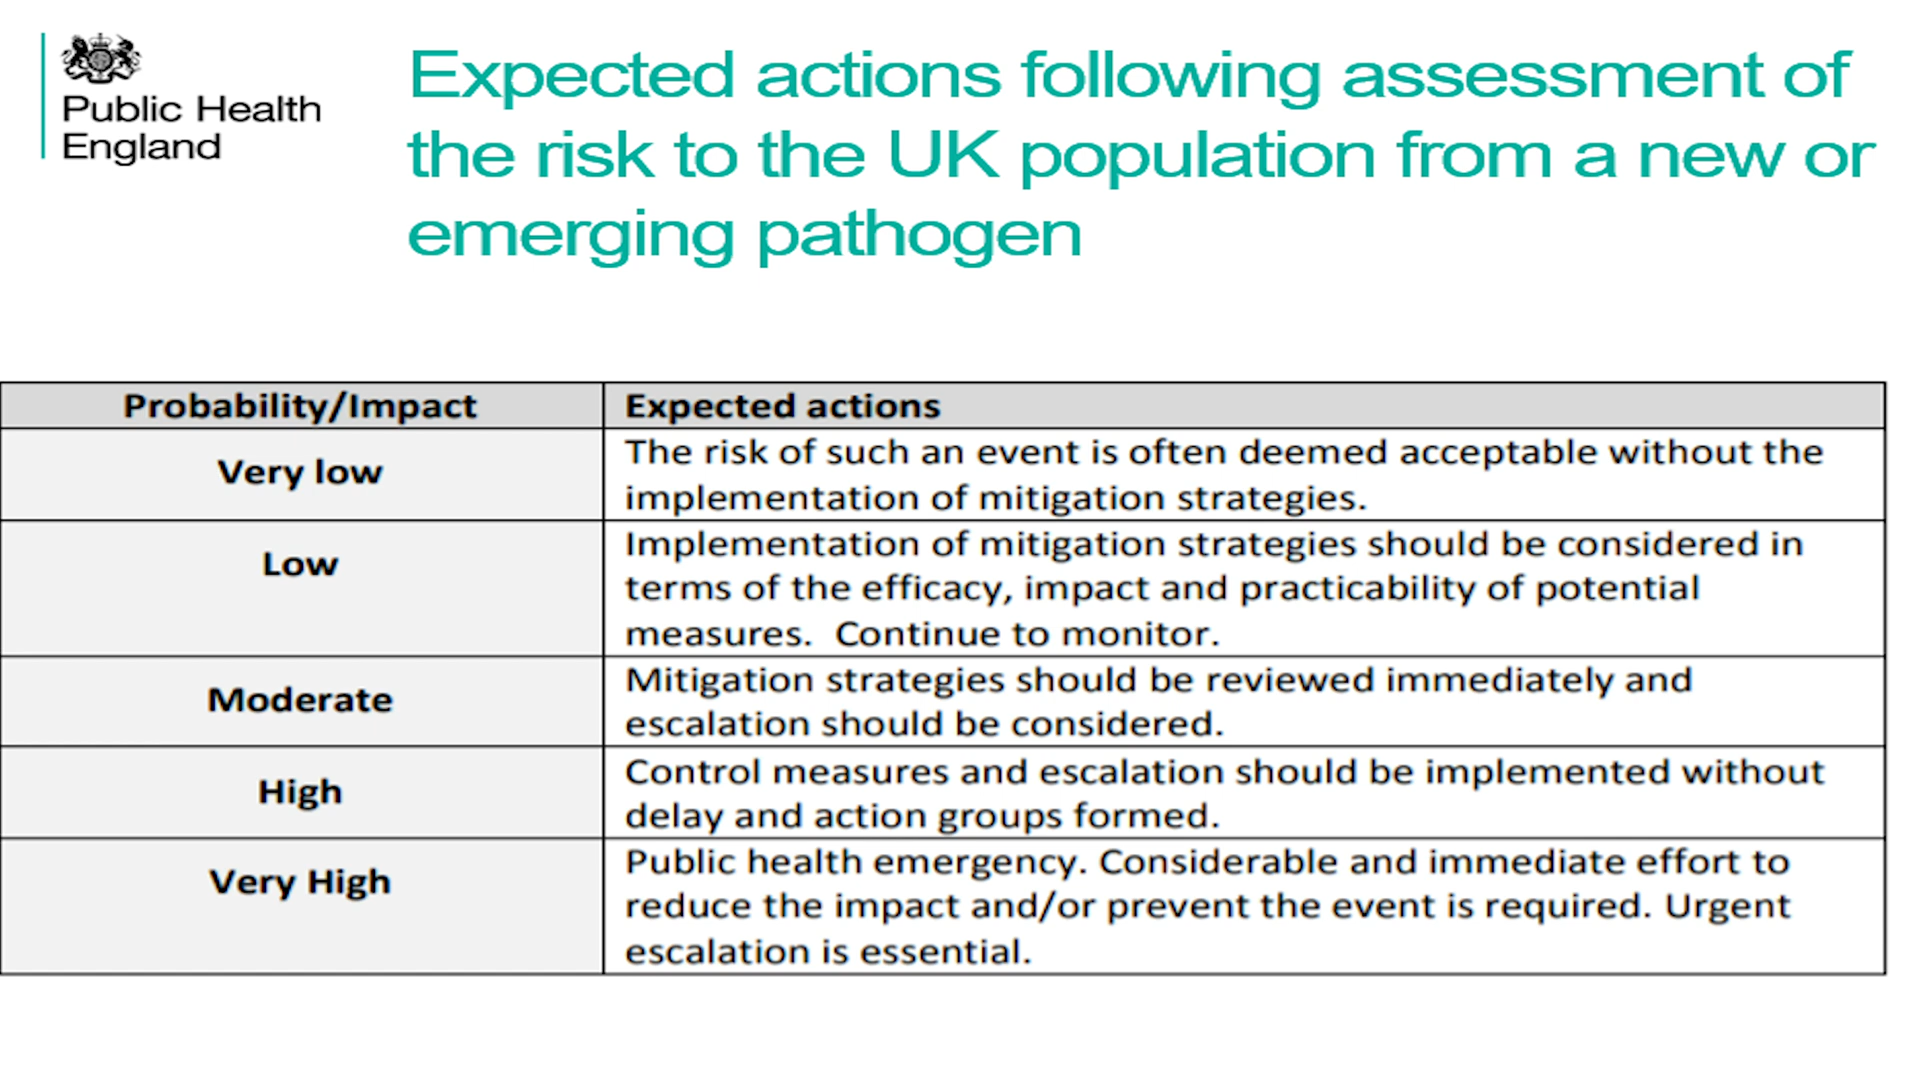 Public Health
England
Expected actions following assessment of
the risk to the UK population from a new or
emerging pathogen
Probability/Impact
Expected actions
Very low
The risk of such an event is often deemed acceptable without the
implementation of mitigation strategies.
Low
Implementation of mitigation strategies should be considered in
terms of the efficacy, impact and practicability of potential
measures.  Continue to monitor.
Moderate
Mitigation strategies should be reviewed immediately and
escalation should be considered.
High
Control measures and escalation should be implemented without
delay and action groups formed.
Very High
Public health emergency. Considerable and immediate effort to
reduce the impact and/or prevent the event is required. Urgent
escalation is essential.